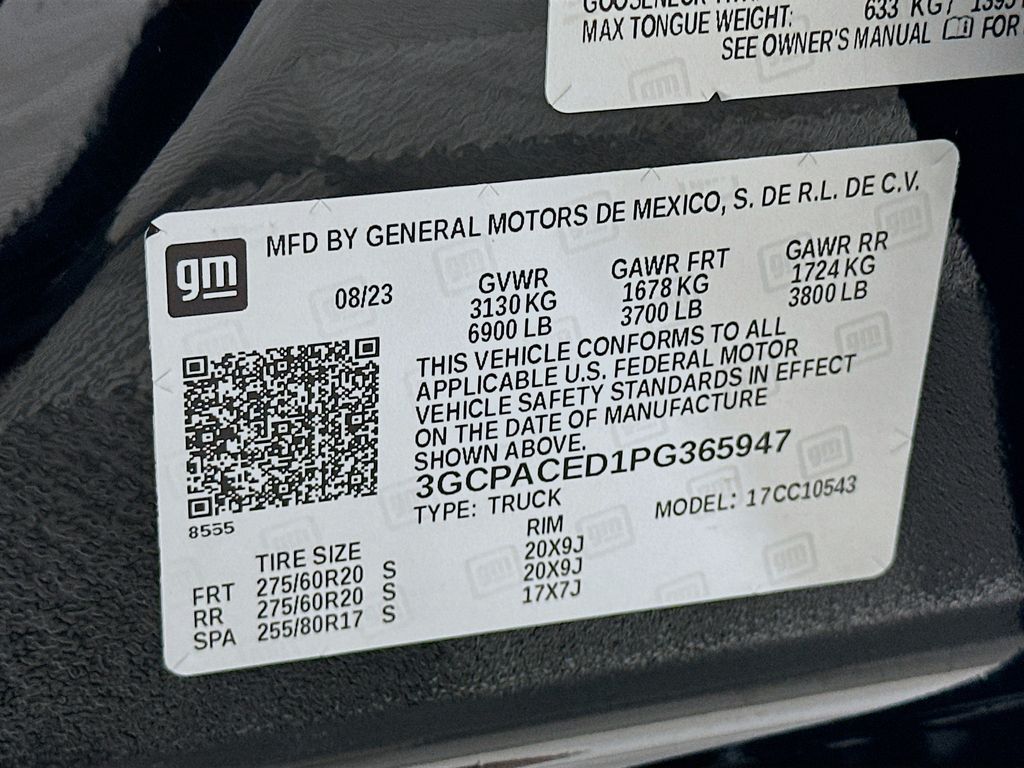 MAX TONGUE WEIGHT: 633 KG/
SEE OWNER'S MANUAL FOR
gm
MFD BY GENERAL MOTORS DE MEXICO, S. DE R.L. DE C.V.
08/23
GVWR GAWR FRT GAWR RR
3130 KG 1678 KG 1724 KG
6900 LB 3700 LB 3800 LB
THIS VEHICLE CONFORMS TO ALL
APPLICABLE U.S. FEDERAL MOTOR
VEHICLE SAFETY STANDARDS IN EFFECT
ON THE DATE OF MANUFACTURE
SHOWN ABOVE.
3GCPACED1PG365947
TYPE: TRUCK MODEL: 17CC10543
8555
TIRE SIZE RIM
FRT 275/60R20 S 20X9J
RR 275/60R20 S 20X9J
SPA 255/80R17 S 17X7J